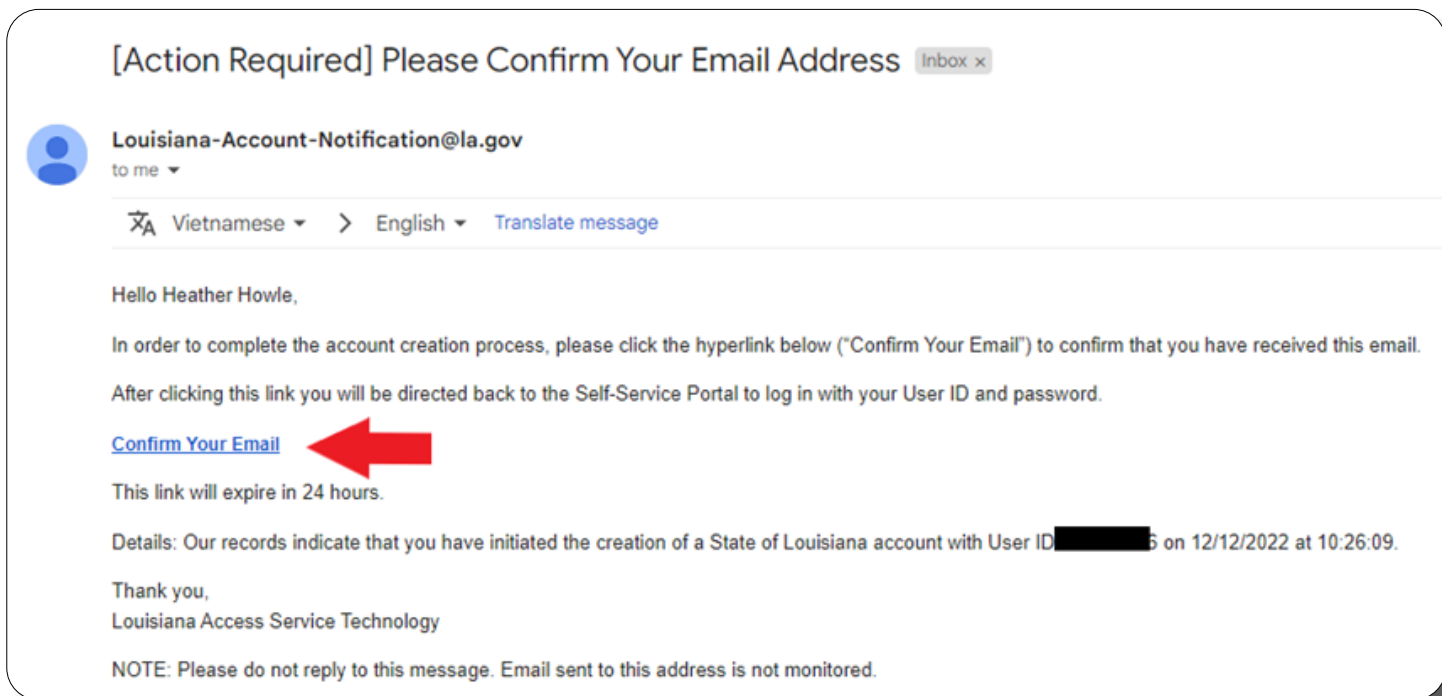 [Action Required] Please Confirm Your Email Address Inbox x
Louisiana-Account-Notification@la.gov
to me
Vietnamese > English Translate message
Hello Heather Howle,
In order to complete the account creation process, please click the hyperlink below (“Confirm Your Email”) to confirm that you have received this email.
After clicking this link you will be directed back to the Self-Service Portal to log in with your User ID and password.
Confirm Your Email
This link will expire in 24 hours.
Details: Our records indicate that you have initiated the creation of a State of Louisiana account with User ID on 12/12/2022 at 10:26:09.
Thank you,
Louisiana Access Service Technology
NOTE: Please do not reply to this message. Email sent to this address is not monitored.